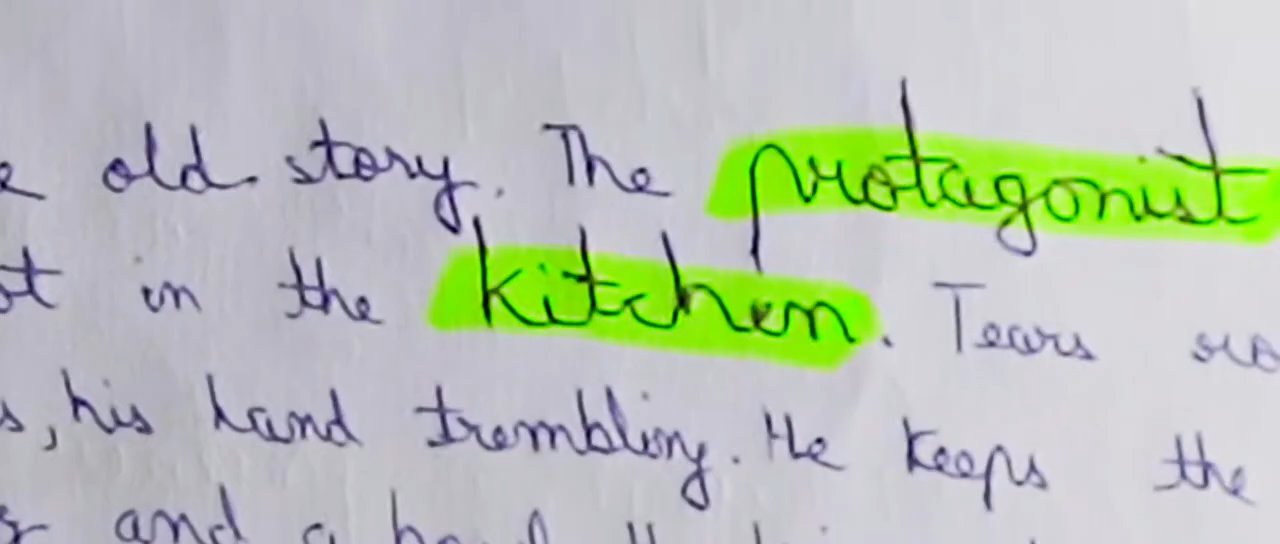 old story. The protagonist
in the kitchen. Tears
, his hand trembling. He keeps the
and a